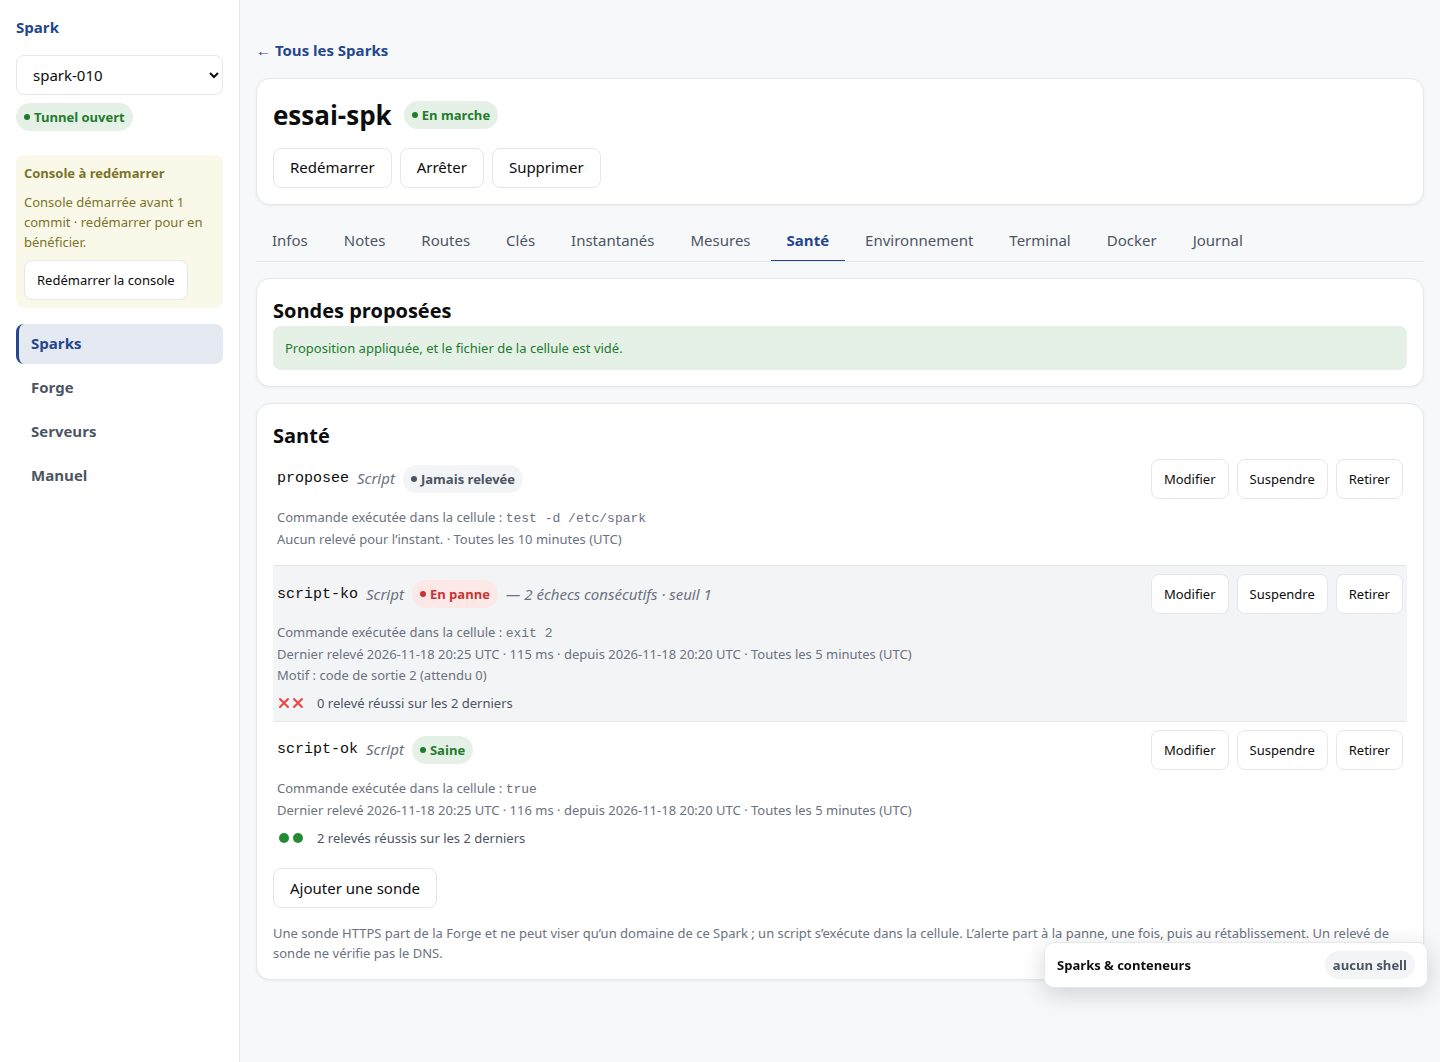 Spark
spark-010
Tunnel ouvert
Console à redémarrer
Console démarrée avant 1
commit · redémarrer pour en
bénéficier.
Redémarrer la console
Sparks
Forge
Serveurs
Manuel
← Tous les Sparks
essai-spk En marche
Redémarrer Arrêter Supprimer
Infos Notes Routes Clés Instantanés Mesures Santé Environnement Terminal Docker Journal
Sondes proposées
Proposition appliquée, et le fichier de la cellule est vidé.
Santé
proposee Script Jamais relevée Modifier Suspendre Retirer
Commande exécutée dans la cellule : test -d /etc/spark
Aucun relevé pour l’instant. · Toutes les 10 minutes (UTC)
script-ko Script En panne — 2 échecs consécutifs · seuil 1 Modifier Suspendre Retirer
Commande exécutée dans la cellule : exit 2
Dernier relevé 2026-11-18 20:25 UTC · 115 ms · depuis 2026-11-18 20:20 UTC · Toutes les 5 minutes (UTC)
Motif : code de sortie 2 (attendu 0)
0 relevé réussi sur les 2 derniers
script-ok Script Saine Modifier Suspendre Retirer
Commande exécutée dans la cellule : true
Dernier relevé 2026-11-18 20:25 UTC · 116 ms · depuis 2026-11-18 20:20 UTC · Toutes les 5 minutes (UTC)
2 relevés réussis sur les 2 derniers
Ajouter une sonde
Une sonde HTTPS part de la Forge et ne peut viser qu’un domaine de ce Spark ; un script s’exécute dans la cellule. L’alerte part à la panne, une fois, puis au rétablissement. Un relevé de
sonde ne vérifie pas le DNS.
Sparks & conteneurs aucun shell